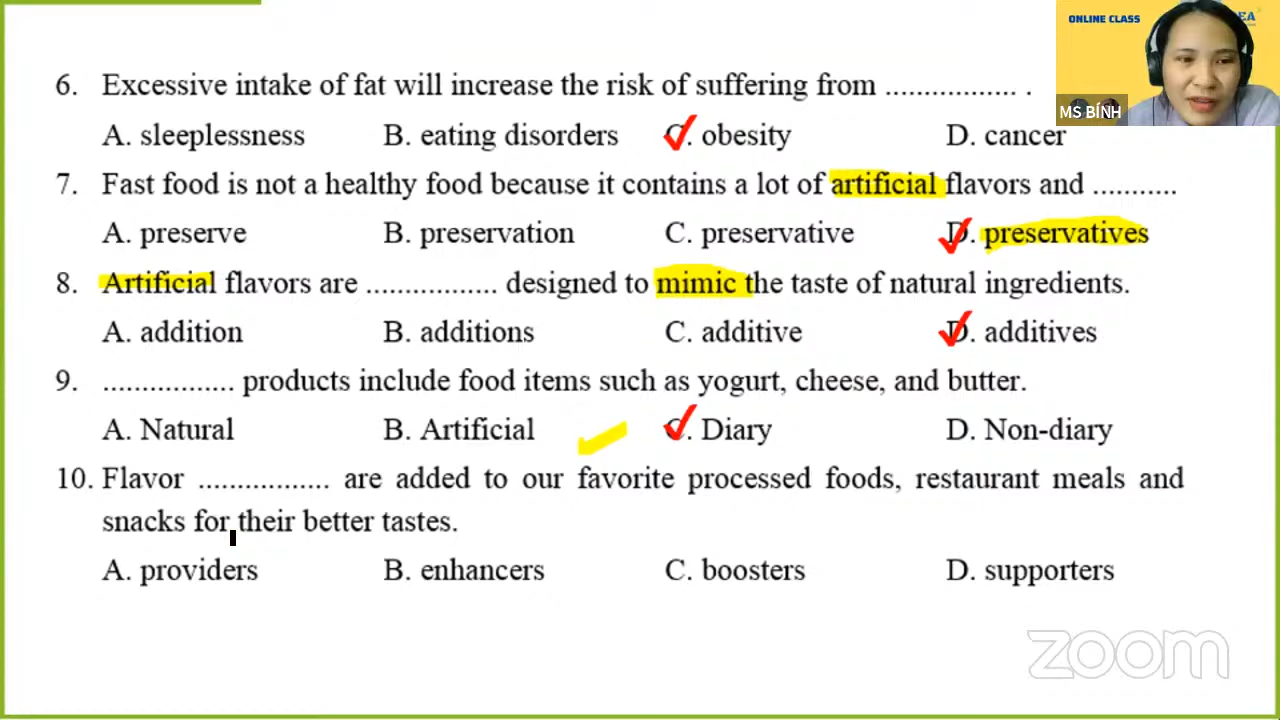 ONLINE CLASS
EA
MS BÍNH
6. Excessive intake of fat will increase the risk of suffering from ................. .
A. sleeplessness B. eating disorders C. obesity D. cancer
7. Fast food is not a healthy food because it contains a lot of artificial flavors and ...........
A. preserve B. preservation C. preservative D. preservatives
8. Artificial flavors are ................. designed to mimic the taste of natural ingredients.
A. addition B. additions C. additive D. additives
9. ................. products include food items such as yogurt, cheese, and butter.
A. Natural B. Artificial C. Diary D. Non-diary
10. Flavor ................. are added to our favorite processed foods, restaurant meals and
snacks for their better tastes.
A. providers B. enhancers C. boosters D. supporters
zoom